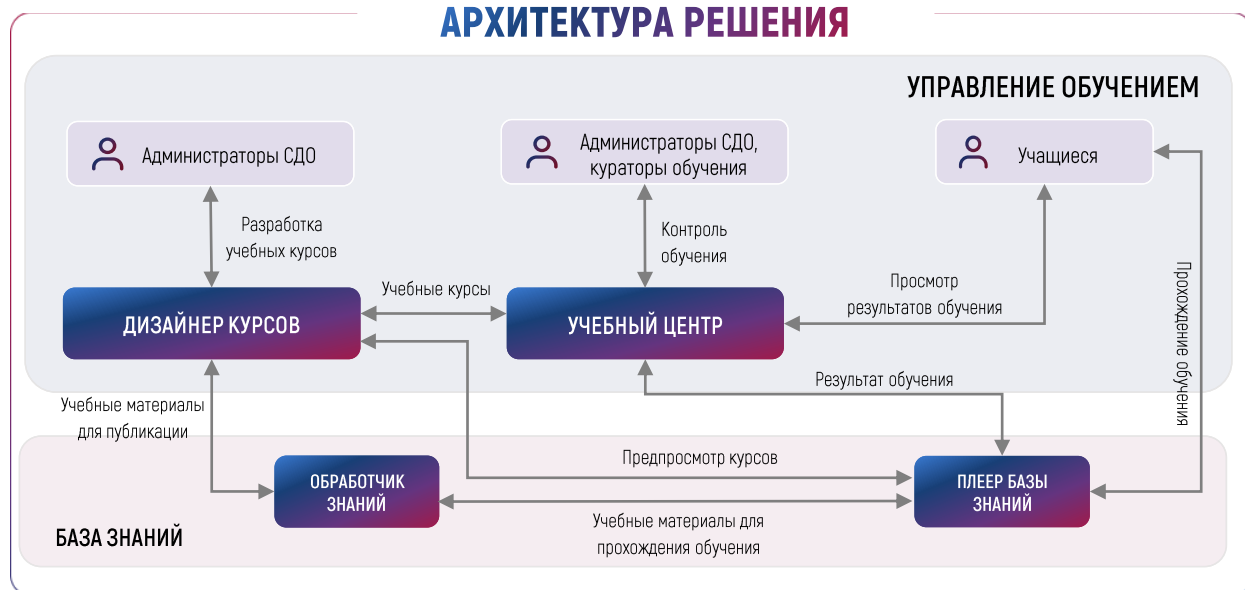 АРХИТЕКТУРА РЕШЕНИЯ
УПРАВЛЕНИЕ ОБУЧЕНИЕМ
Администраторы СДО
Администраторы СДО,
кураторы обучения
Учащиеся
Разработка
учебных курсов
Контроль
обучения
Просмотр
результатов обучения
Прохождение обучения
Учебные курсы
ДИЗАЙНЕР КУРСОВ
УЧЕБНЫЙ ЦЕНТР
Результат обучения
Учебные материалы
для публикации
Предпросмотр курсов
ОБРАБОТЧИК
ЗНАНИЙ
ПЛЕЕР БАЗЫ
ЗНАНИЙ
Учебные материалы для
прохождения обучения
БАЗА ЗНАНИЙ